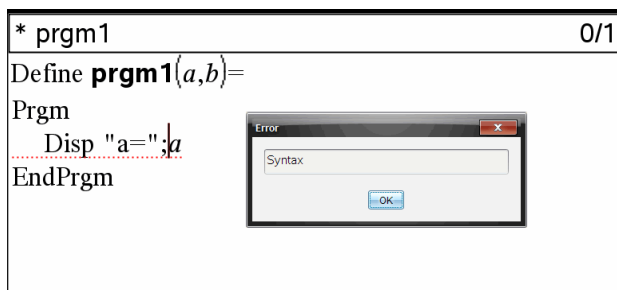 * prgm1 0/1
Define prgm1(a,b)=
Prgm
Disp "a=";a
EndPrgm
Error
x
Syntax
OK